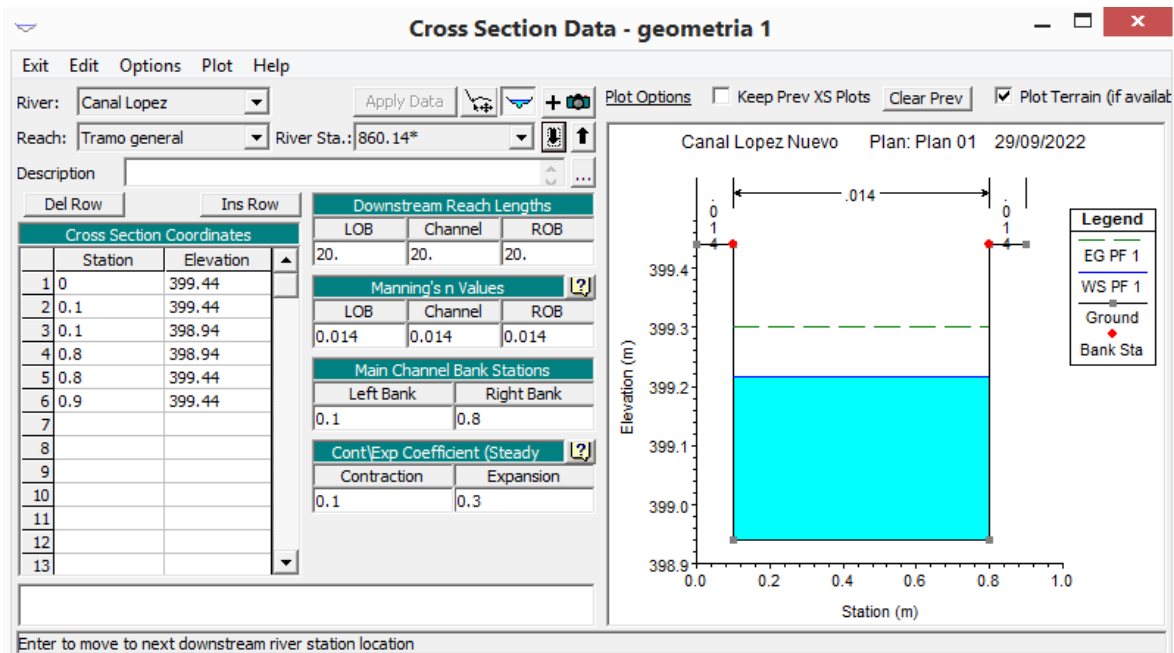 Cross Section Data - geometria 1
Exit Edit Options Plot Help
River: Canal Lopez Apply Data Plot Options Keep Prev XS Plots Clear Prev Plot Terrain (if availab
Reach: Tramo general River Sta.: 860.14*
Description ...
Del Row Ins Row
Cross Section Coordinates
Station Elevation
1 0 399.44
2 0.1 399.44
3 0.1 398.94
4 0.8 398.94
5 0.8 399.44
6 0.9 399.44
7
8
9
10
11
12
13
Downstream Reach Lengths
LOB Channel ROB
20. 20. 20.
Manning's n Values
LOB Channel ROB
0.014 0.014 0.014
Main Channel Bank Stations
Left Bank Right Bank
0.1 0.8
Cont\Exp Coefficient (Steady
Contraction Expansion
0.1 0.3
Canal Lopez Nuevo Plan: Plan 01 29/09/2022
.014 .014 .014
Elevation (m)
399.4
399.3
399.2
399.1
399.0
398.9
0.0 0.2 0.4 0.6 0.8 1.0
Station (m)
Legend
EG PF 1
WS PF 1
Ground
Bank Sta
Enter to move to next downstream river station location